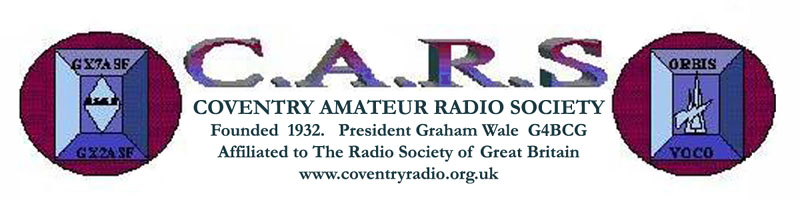 C.A.R.S
COVENTRY AMATEUR RADIO SOCIETY
Founded 1932. President Graham Wale G4BCG
Affiliated to The Radio Society of Great Britain
www.coventryradio.org.uk
GX7ASF
GX2ASF
ORBIS
VOCO